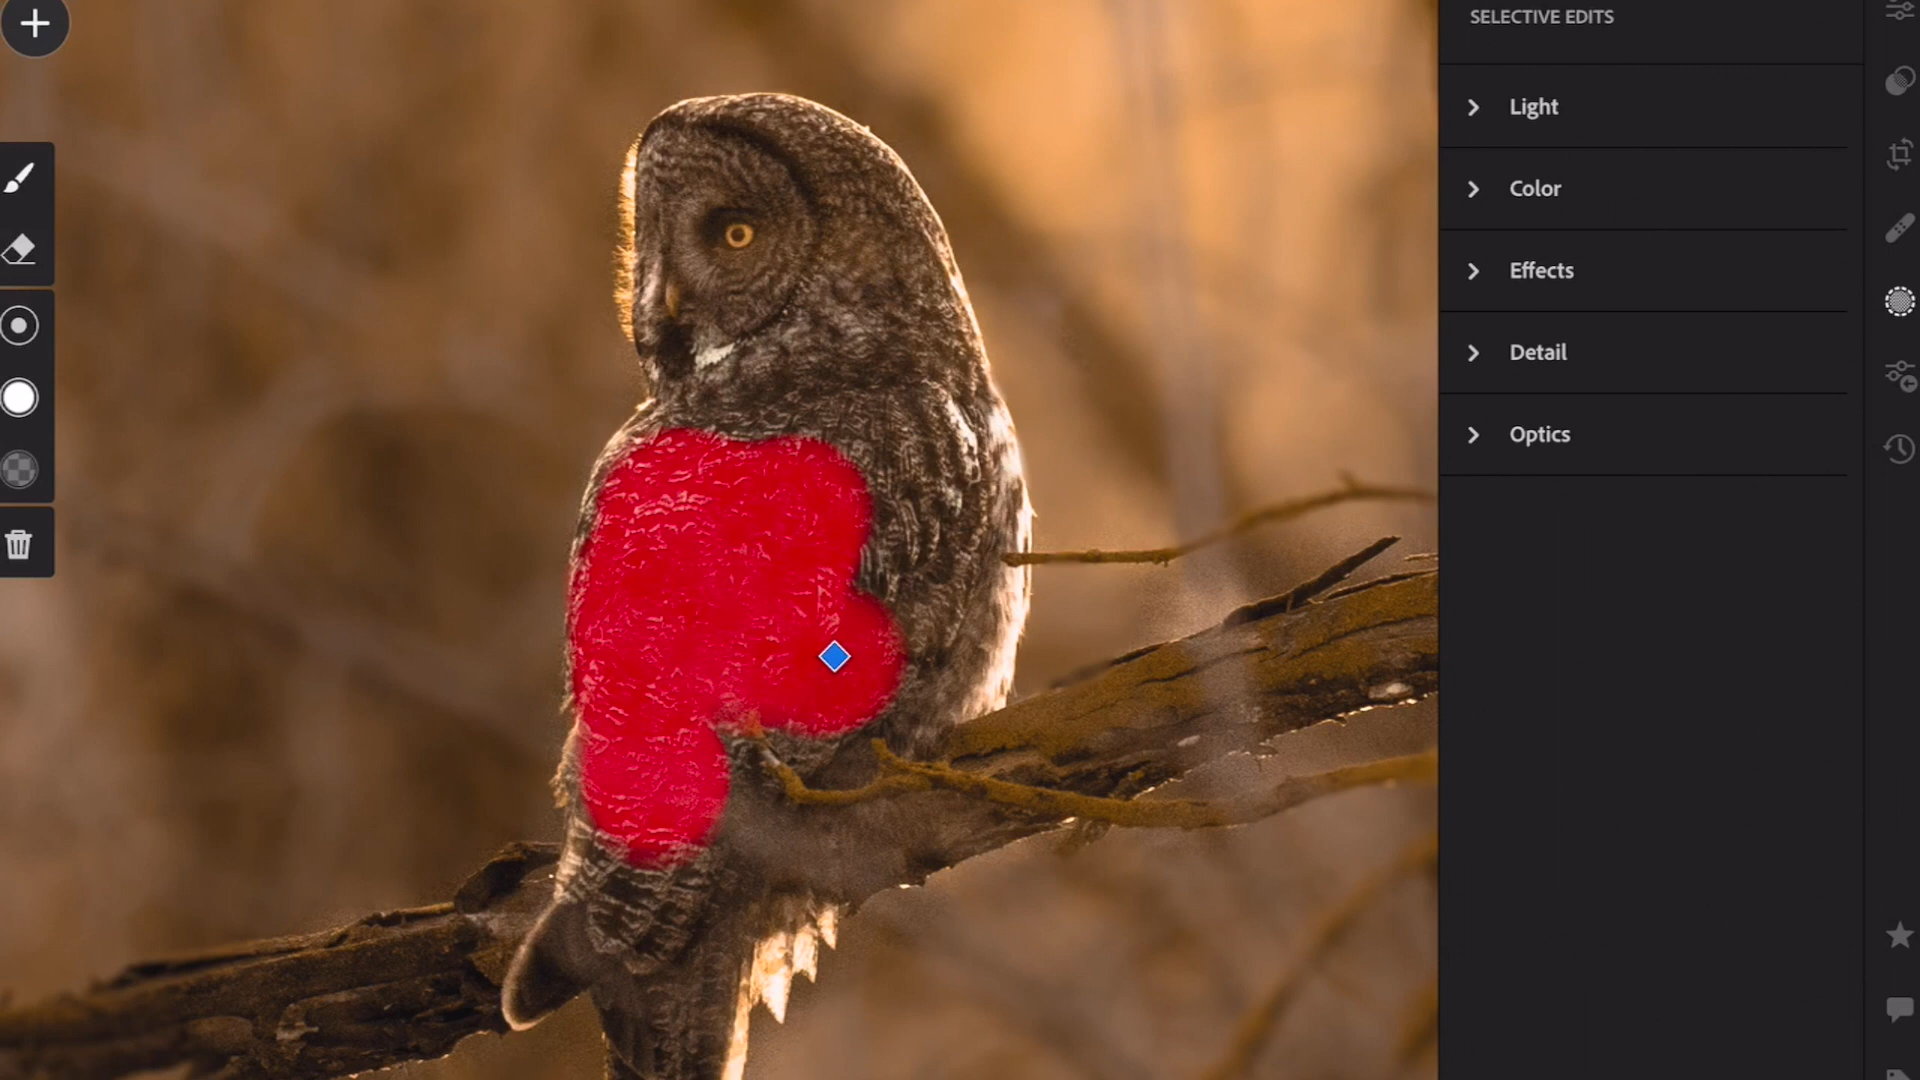 SELECTIVE EDITS
Light
Color
Effects
Detail
Optics